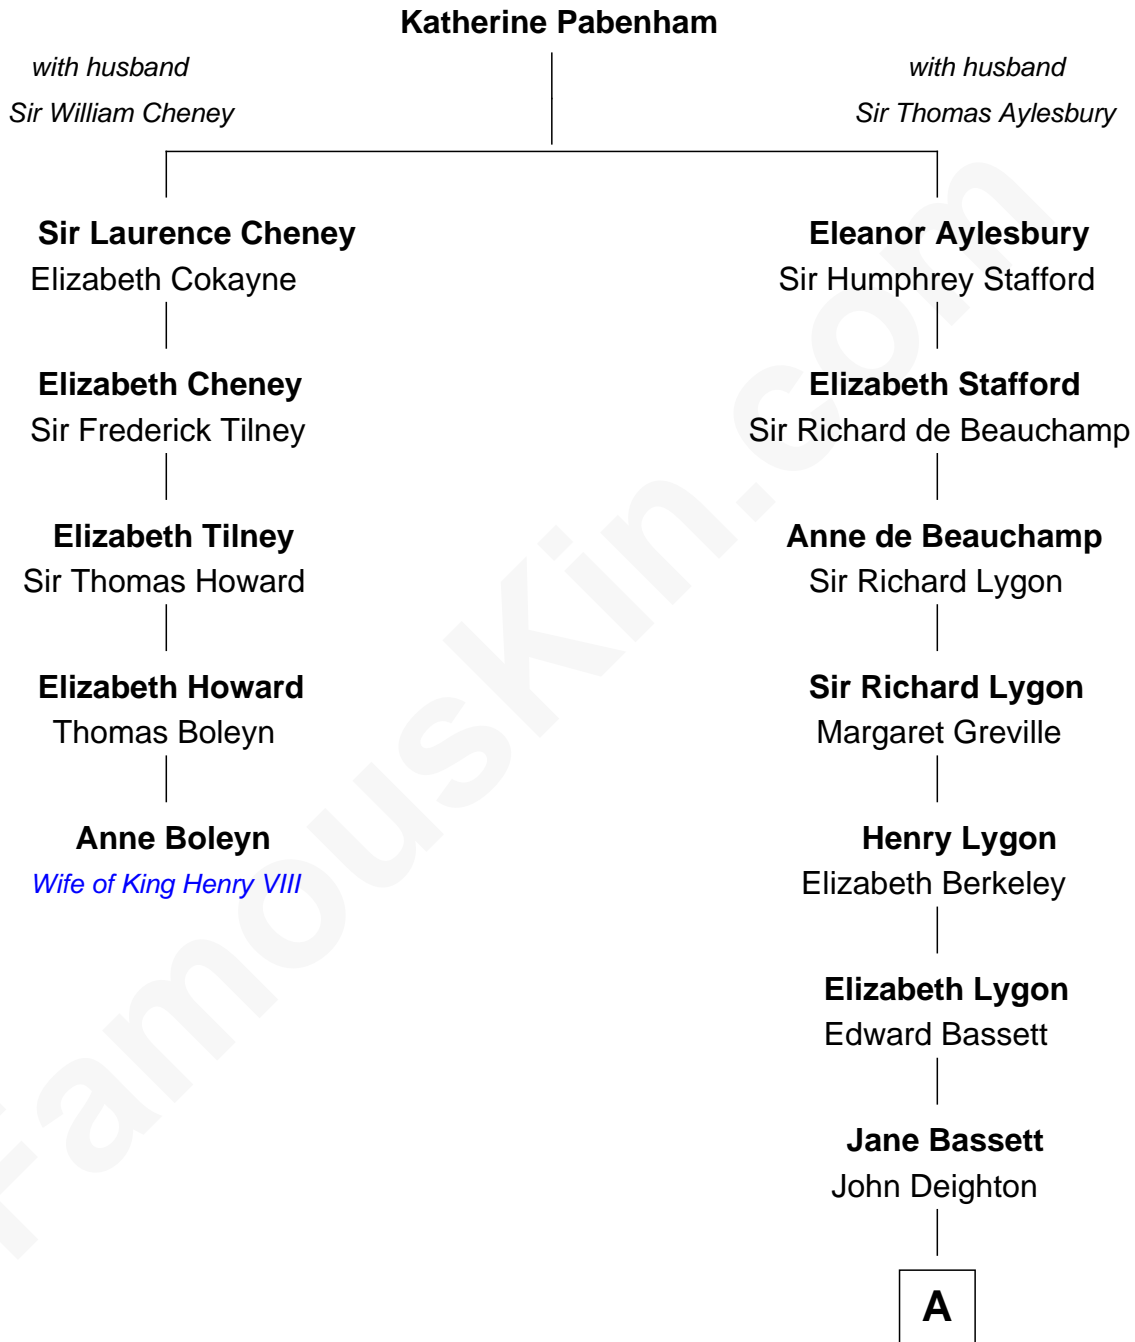 Katherine Pabenham
with husband
Sir William Cheney
with husband
Sir Thomas Aylesbury
Sir Laurence Cheney
Elizabeth Cokayne
Elizabeth Cheney
Sir Frederick Tilney
Elizabeth Tilney
Sir Thomas Howard
Elizabeth Howard
Thomas Boleyn
Anne Boleyn
Wife of King Henry VIII
Eleanor Aylesbury
Sir Humphrey Stafford
Elizabeth Stafford
Sir Richard de Beauchamp
Anne de Beauchamp
Sir Richard Lygon
Sir Richard Lygon
Margaret Greville
Henry Lygon
Elizabeth Berkeley
Elizabeth Lygon
Edward Bassett
Jane Bassett
John Deighton
A
FamousKin.com